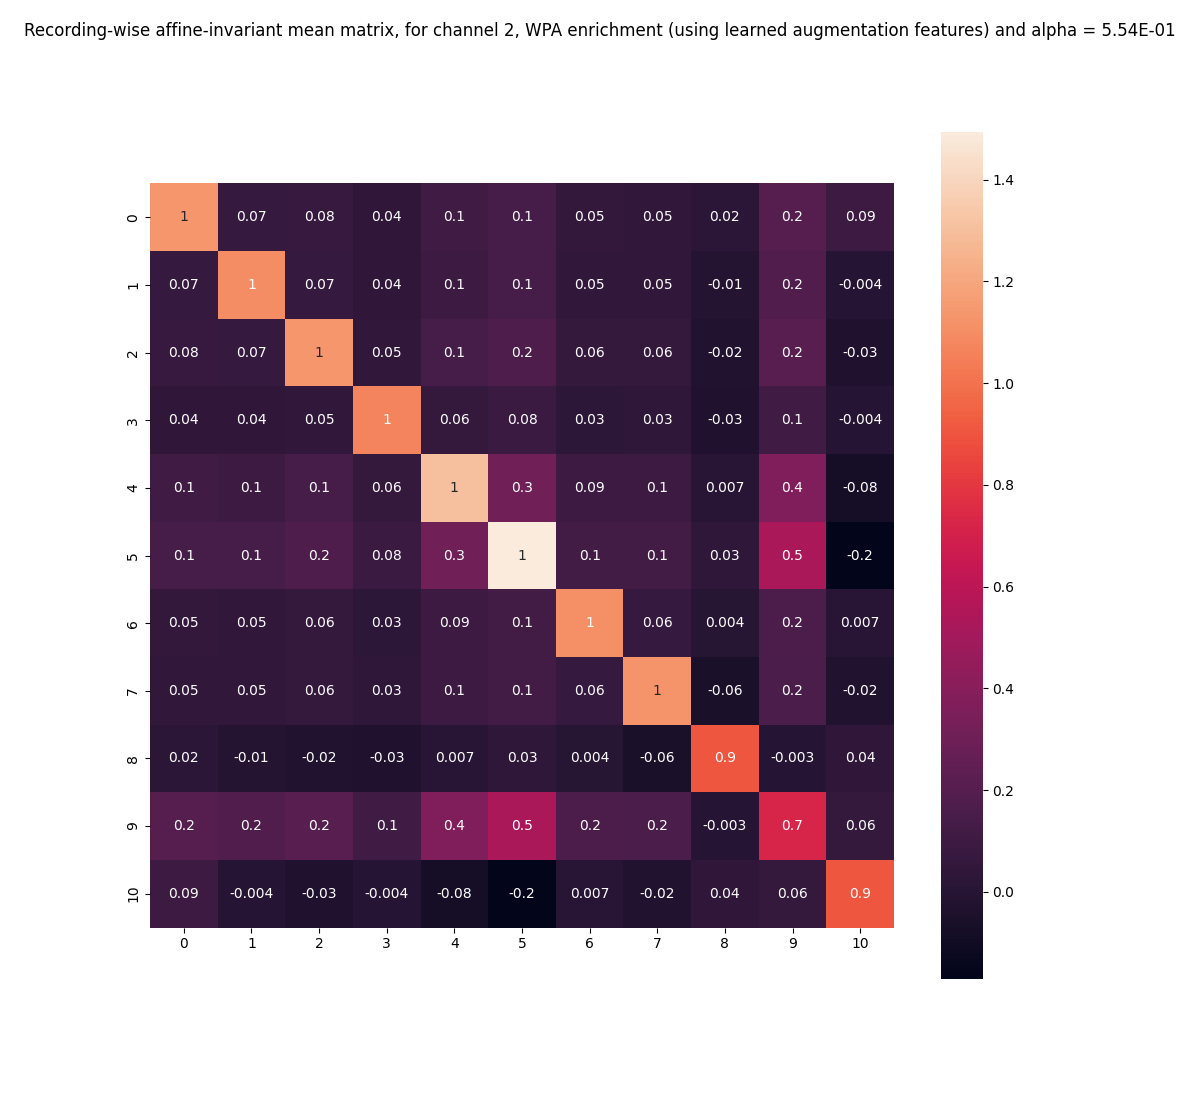 Recording-wise affine-invariant mean matrix, for channel 2, WPA enrichment (using learned augmentation features) and alpha = 5.54E-01
0 1 0.07 0.08 0.04 0.1 0.1 0.05 0.05 0.02 0.2 0.09
1 0.07 1 0.07 0.04 0.1 0.1 0.05 0.05 -0.01 0.2 -0.004
2 0.08 0.07 1 0.05 0.1 0.2 0.06 0.06 -0.02 0.2 -0.03
3 0.04 0.04 0.05 1 0.06 0.08 0.03 0.03 -0.03 0.1 -0.004
4 0.1 0.1 0.1 0.06 1 0.3 0.09 0.1 0.007 0.4 -0.08
5 0.1 0.1 0.2 0.08 0.3 1 0.1 0.1 0.03 0.5 -0.2
6 0.05 0.05 0.06 0.03 0.09 0.1 1 0.06 0.004 0.2 0.007
7 0.05 0.05 0.06 0.03 0.1 0.1 0.06 1 -0.06 0.2 -0.02
8 0.02 -0.01 -0.02 -0.03 0.007 0.03 0.004 -0.06 0.9 -0.003 0.04
9 0.2 0.2 0.2 0.1 0.4 0.5 0.2 0.2 -0.003 0.7 0.06
10 0.09 -0.004 -0.03 -0.004 -0.08 -0.2 0.007 -0.02 0.04 0.06 0.9
0 1 2 3 4 5 6 7 8 9 10
1.4
1.2
1.0
0.8
0.6
0.4
0.2
0.0